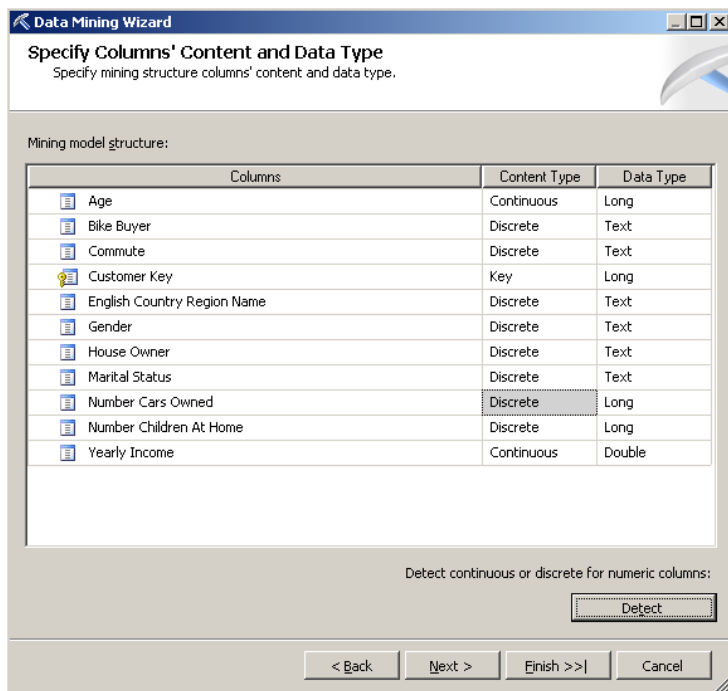 Data Mining Wizard
Specify Columns' Content and Data Type
Specify mining structure columns' content and data type.
Mining model structure:
Columns Content Type Data Type
Age Continuous Long
Bike Buyer Discrete Text
Commute Discrete Text
Customer Key Key Long
English Country Region Name Discrete Text
Gender Discrete Text
House Owner Discrete Text
Marital Status Discrete Text
Number Cars Owned Discrete Long
Number Children At Home Discrete Long
Yearly Income Continuous Double
Detect continuous or discrete for numeric columns:
Detect
< Back Next > Finish >>| Cancel